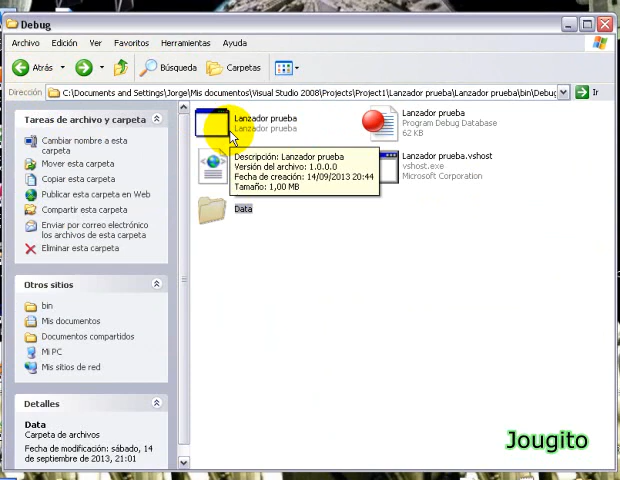 Debug
Archivo Edición Ver Favoritos Herramientas Ayuda
Atrás Búsqueda Carpetas
Dirección C:\Documents and Settings\Jorge\Mis documentos\Visual Studio 2008\Projects\Project1\Lanzador prueba\Lanzador prueba\bin\Debug Ir
Tareas de archivo y carpeta
Cambiar nombre a esta
carpeta
Mover esta carpeta
Copiar esta carpeta
Publicar esta carpeta en Web
Compartir esta carpeta
Enviar por correo electrónico
los archivos de esta carpeta
Eliminar esta carpeta
Otros sitios
bin
Mis documentos
Documentos compartidos
Mi PC
Mis sitios de red
Detalles
Data
Carpeta de archivos
Fecha de modificación: sábado, 14
de septiembre de 2013, 21:01
Lanzador prueba
Lanzador prueba
Lanzador prueba
Program Debug Database
62 KB
Descripción: Lanzador prueba
Versión del archivo: 1.0.0.0
Fecha de creación: 14/09/2013 20:44
Tamaño: 1,00 MB
Lanzador prueba.vshost
vshost.exe
Microsoft Corporation
Data
Jougito